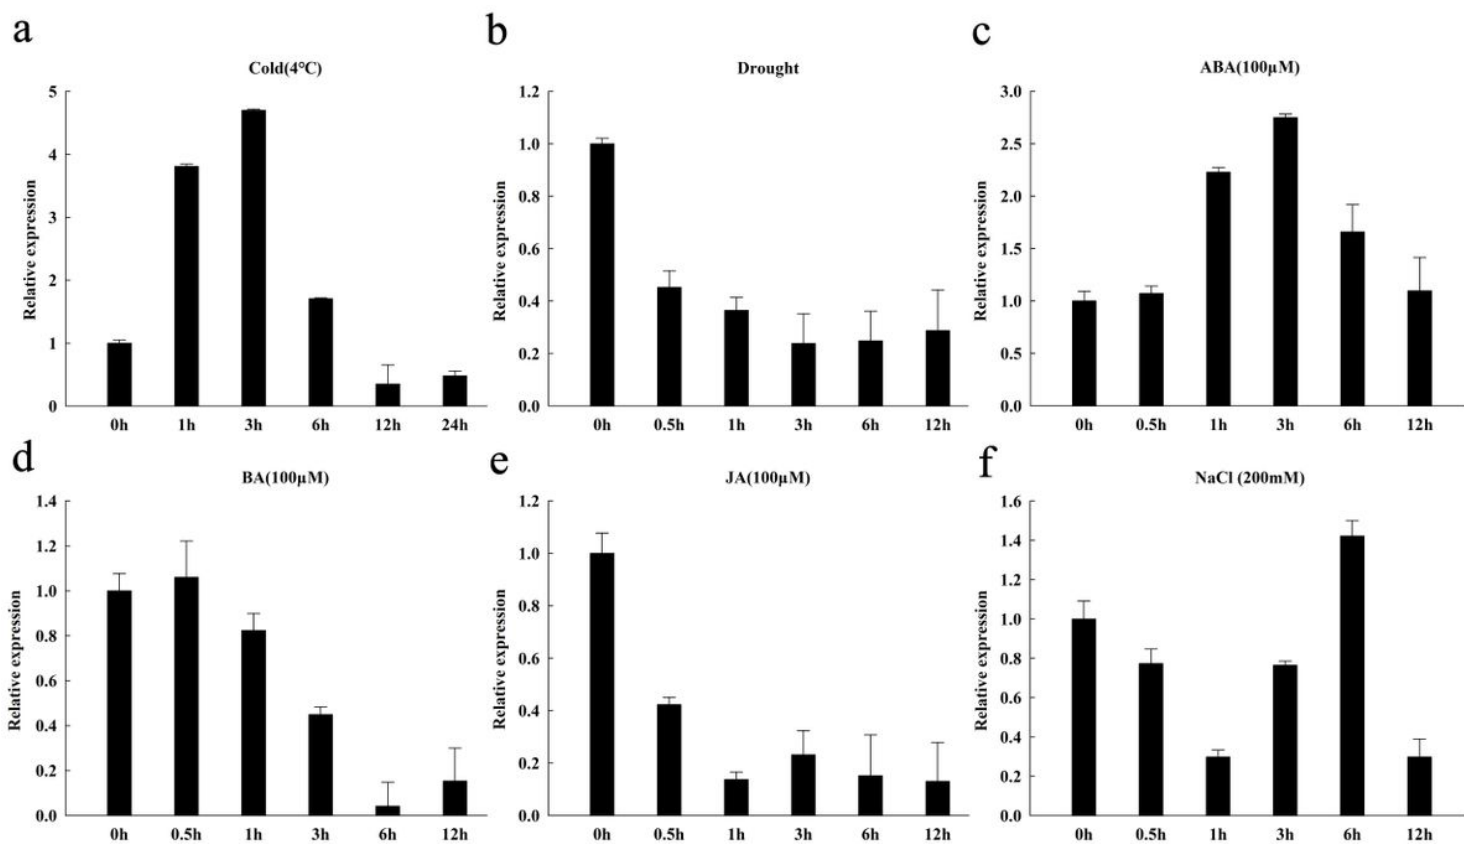 a
Cold(4°C)
Relative expression
5
4
3
2
1
0
0h 1h 3h 6h 12h 24h
b
Drought
Relative expression
1.2
1.0
0.8
0.6
0.4
0.2
0.0
0h 0.5h 1h 3h 6h 12h
c
ABA(100μM)
Relative expression
3.0
2.5
2.0
1.5
1.0
0.5
0.0
0h 0.5h 1h 3h 6h 12h
d
BA(100μM)
Relative expression
1.4
1.2
1.0
0.8
0.6
0.4
0.2
0.0
0h 0.5h 1h 3h 6h 12h
e
JA(100μM)
Relative expression
1.2
1.0
0.8
0.6
0.4
0.2
0.0
0h 0.5h 1h 3h 6h 12h
f
NaCl (200mM)
Relative expression
1.6
1.4
1.2
1.0
0.8
0.6
0.4
0.2
0.0
0h 0.5h 1h 3h 6h 12h